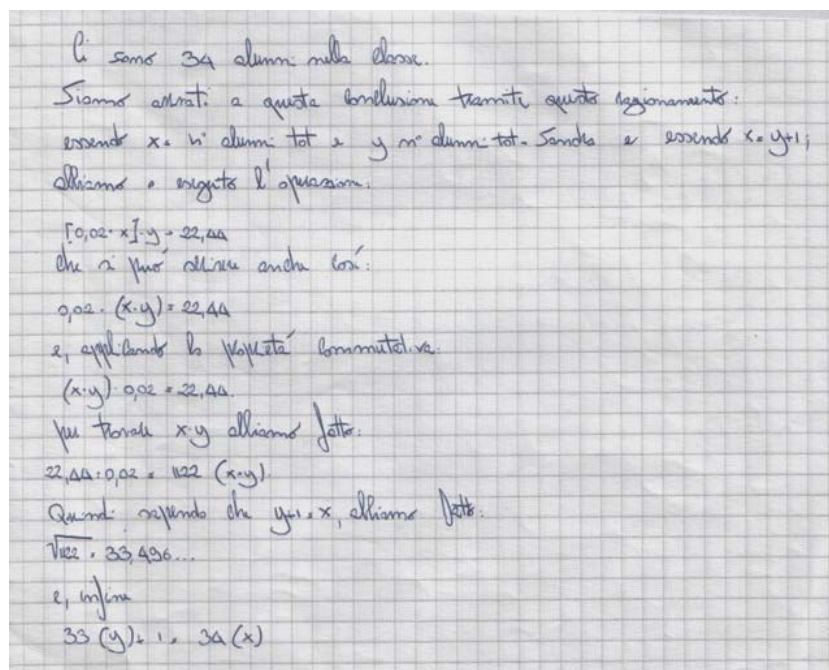 Ci sono 34 alunni nella classe.
Siamo arrivati a questa conclusione tramite questo ragionamento:
essendo x = n° alunni tot e y n° alunni tot - Sandra e essendo x = y+1;
abbiamo eseguito l'operazione:
[0,02 · x] · y = 22,44
che si può scrivere anche così:
0,02 · (x·y) = 22,44
e, applicando la proprietà commutativa:
(x·y) · 0,02 = 22,44.
per trovare x·y abbiamo fatto:
22,44 : 0,02 = 1122 (x·y)
Quindi sapendo che y+1 = x, abbiamo fatto:
√1122 = 33,496...
e, infine
33 (y) + 1 = 34 (x)